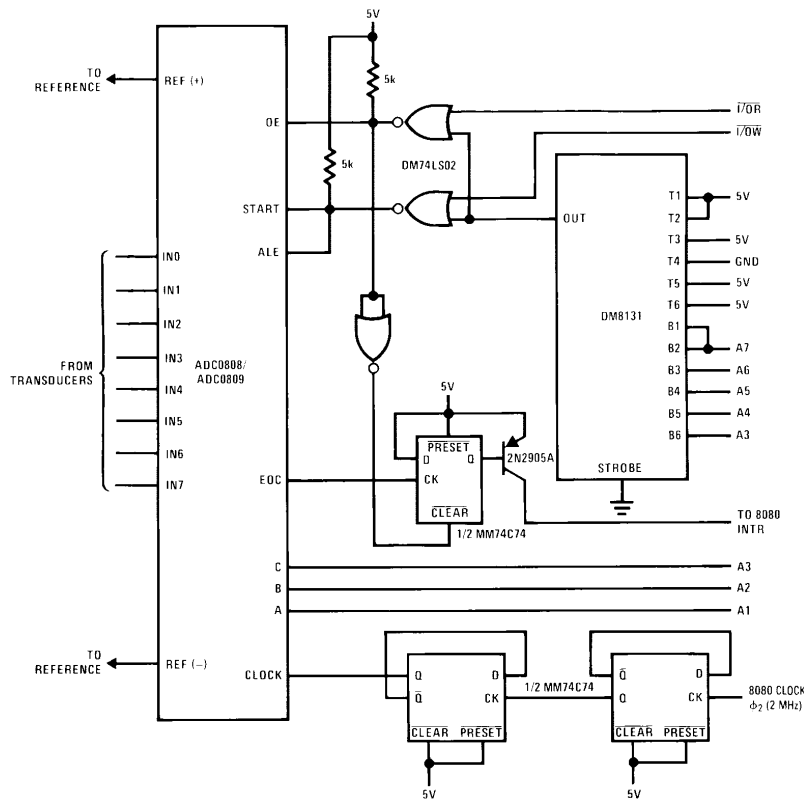 5V
TO REFERENCE
REF (+)
5k
OE
I/OR
I/OW
DM74LS02
5k
START
ALE
OUT
T1
5V
T2
T3
5V
T4
GND
T5
5V
T6
5V
DM8131
B1
B2
A7
B3
A6
B4
A5
B5
A4
B6
A3
STROBE
IN0
IN1
IN2
IN3
IN4
IN5
IN6
IN7
FROM TRANSDUCERS
ADC0808/
ADC0809
5V
PRESET
D
Q
2N2905A
CK
CLEAR
EOC
1/2 MM74C74
TO 8080
INTR
C
A3
B
A2
A
A1
TO REFERENCE
REF (−)
CLOCK
Q
D
Q
CK
CLEAR
PRESET
5V
1/2 MM74C74
Q
D
Q
CK
CLEAR
PRESET
5V
8080 CLOCK
ϕ2 (2 MHz)